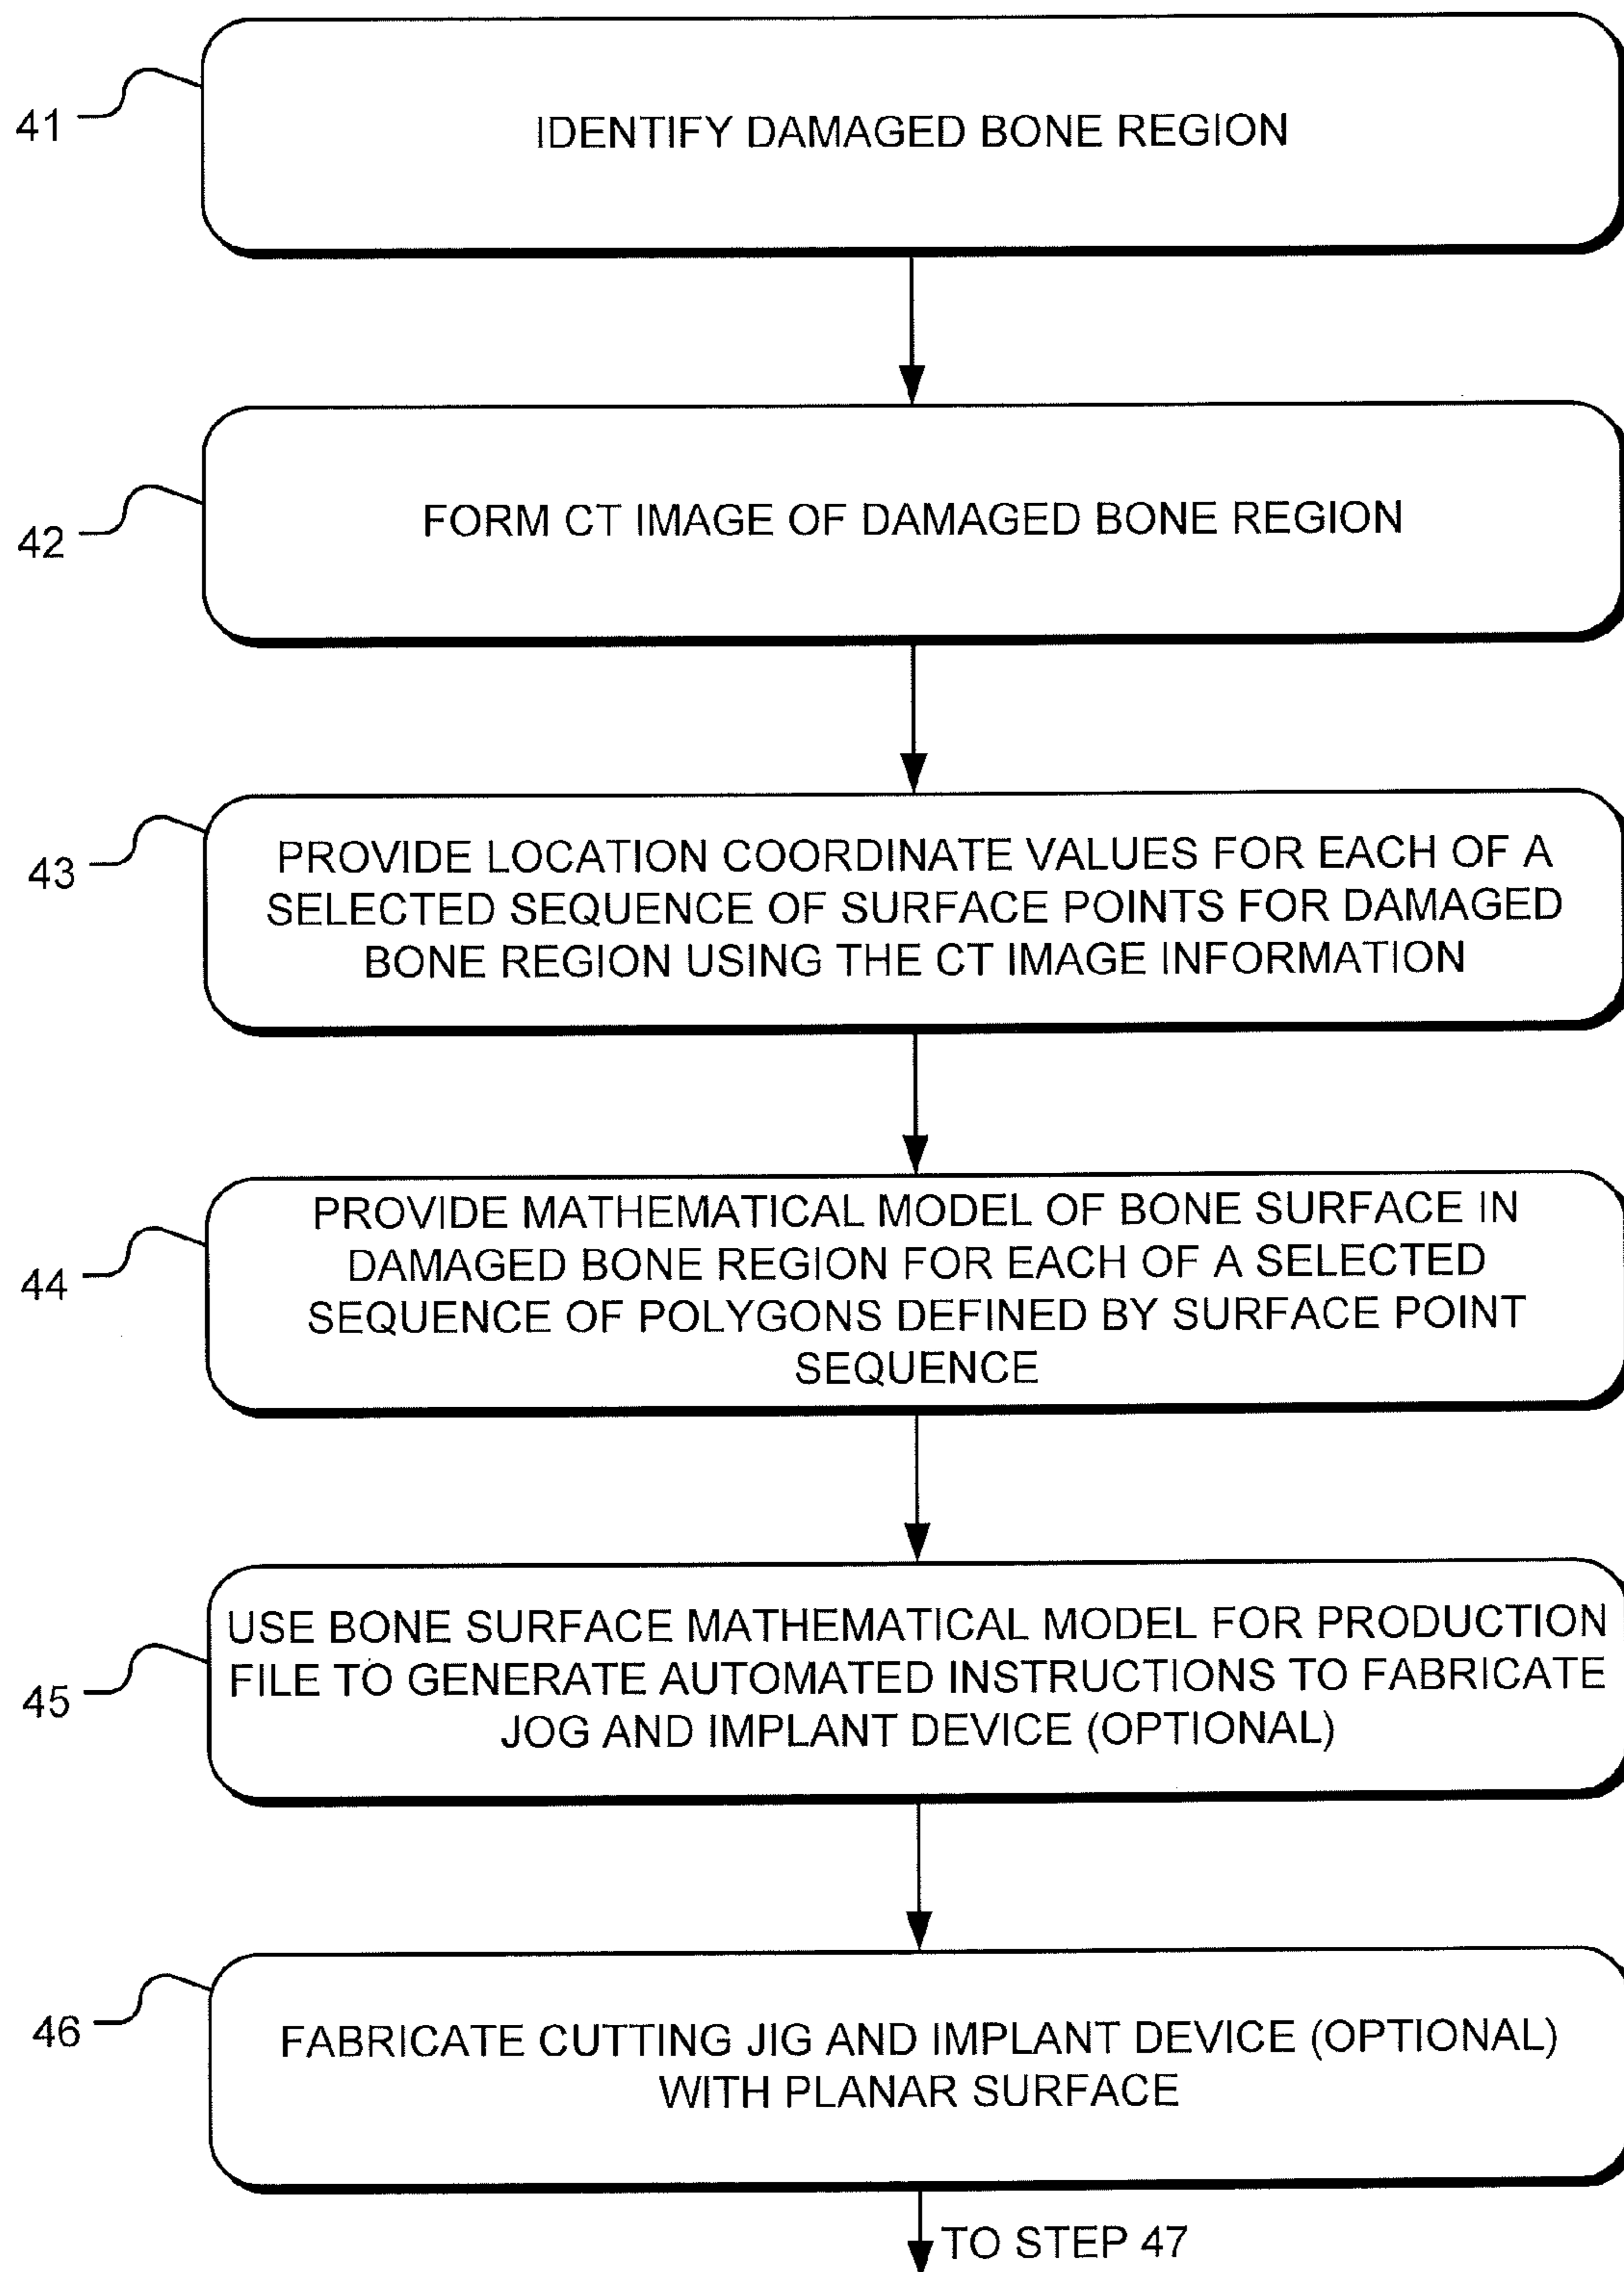 41
IDENTIFY DAMAGED BONE REGION
42
FORM CT IMAGE OF DAMAGED BONE REGION
43
PROVIDE LOCATION COORDINATE VALUES FOR EACH OF A
SELECTED SEQUENCE OF SURFACE POINTS FOR DAMAGED
BONE REGION USING THE CT IMAGE INFORMATION
44
PROVIDE MATHEMATICAL MODEL OF BONE SURFACE IN
DAMAGED BONE REGION FOR EACH OF A SELECTED
SEQUENCE OF POLYGONS DEFINED BY SURFACE POINT
SEQUENCE
45
USE BONE SURFACE MATHEMATICAL MODEL FOR PRODUCTION
FILE TO GENERATE AUTOMATED INSTRUCTIONS TO FABRICATE
JOG AND IMPLANT DEVICE (OPTIONAL)
46
FABRICATE CUTTING JIG AND IMPLANT DEVICE (OPTIONAL)
WITH PLANAR SURFACE
TO STEP 47